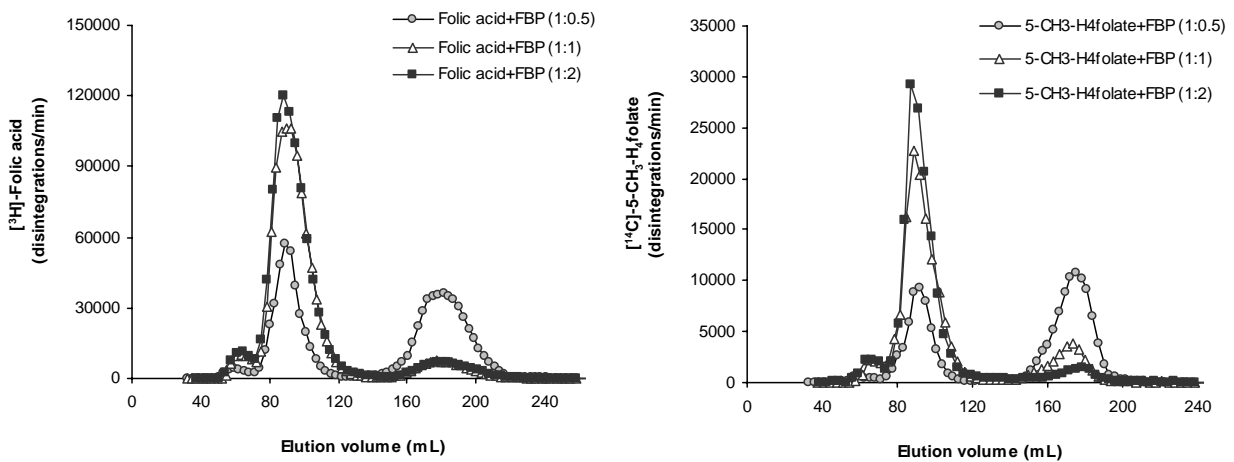 150000
120000
90000
60000
30000
0
[³H]-Folic acid
(disintegrations/min)
Folic acid+FBP (1:0.5)
Folic acid+FBP (1:1)
Folic acid+FBP (1:2)
0 40 80 120 160 200 240
Elution volume (mL)
35000
30000
25000
20000
15000
10000
5000
0
[¹⁴C]-5-CH₃-H₄folate
(disintegrations/min)
5-CH3-H4folate+FBP (1:0.5)
5-CH3-H4folate+FBP (1:1)
5-CH3-H4folate+FBP (1:2)
0 40 80 120 160 200 240
Elution volume (mL)